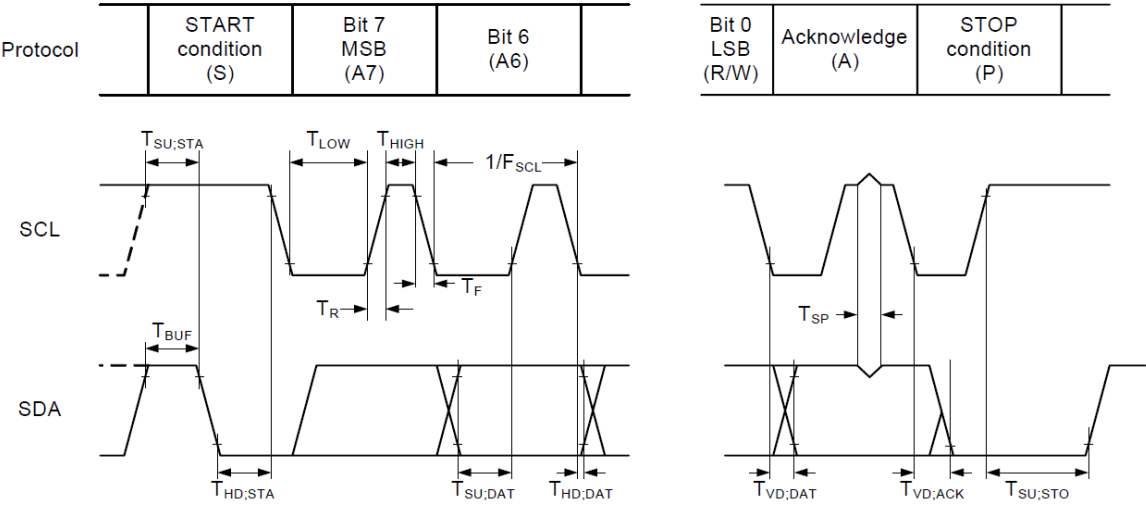 Protocol
START
condition
(S)
Bit 7
MSB
(A7)
Bit 6
(A6)
Bit 0
LSB
(R/W)
Acknowledge
(A)
STOP
condition
(P)
TSU;STA
TLOW
THIGH
1/FSCL
SCL
TR
TF
TSP
TBUF
SDA
THD;STA
TSU;DAT
THD;DAT
TVD;DAT
TVD;ACK
TSU;STO